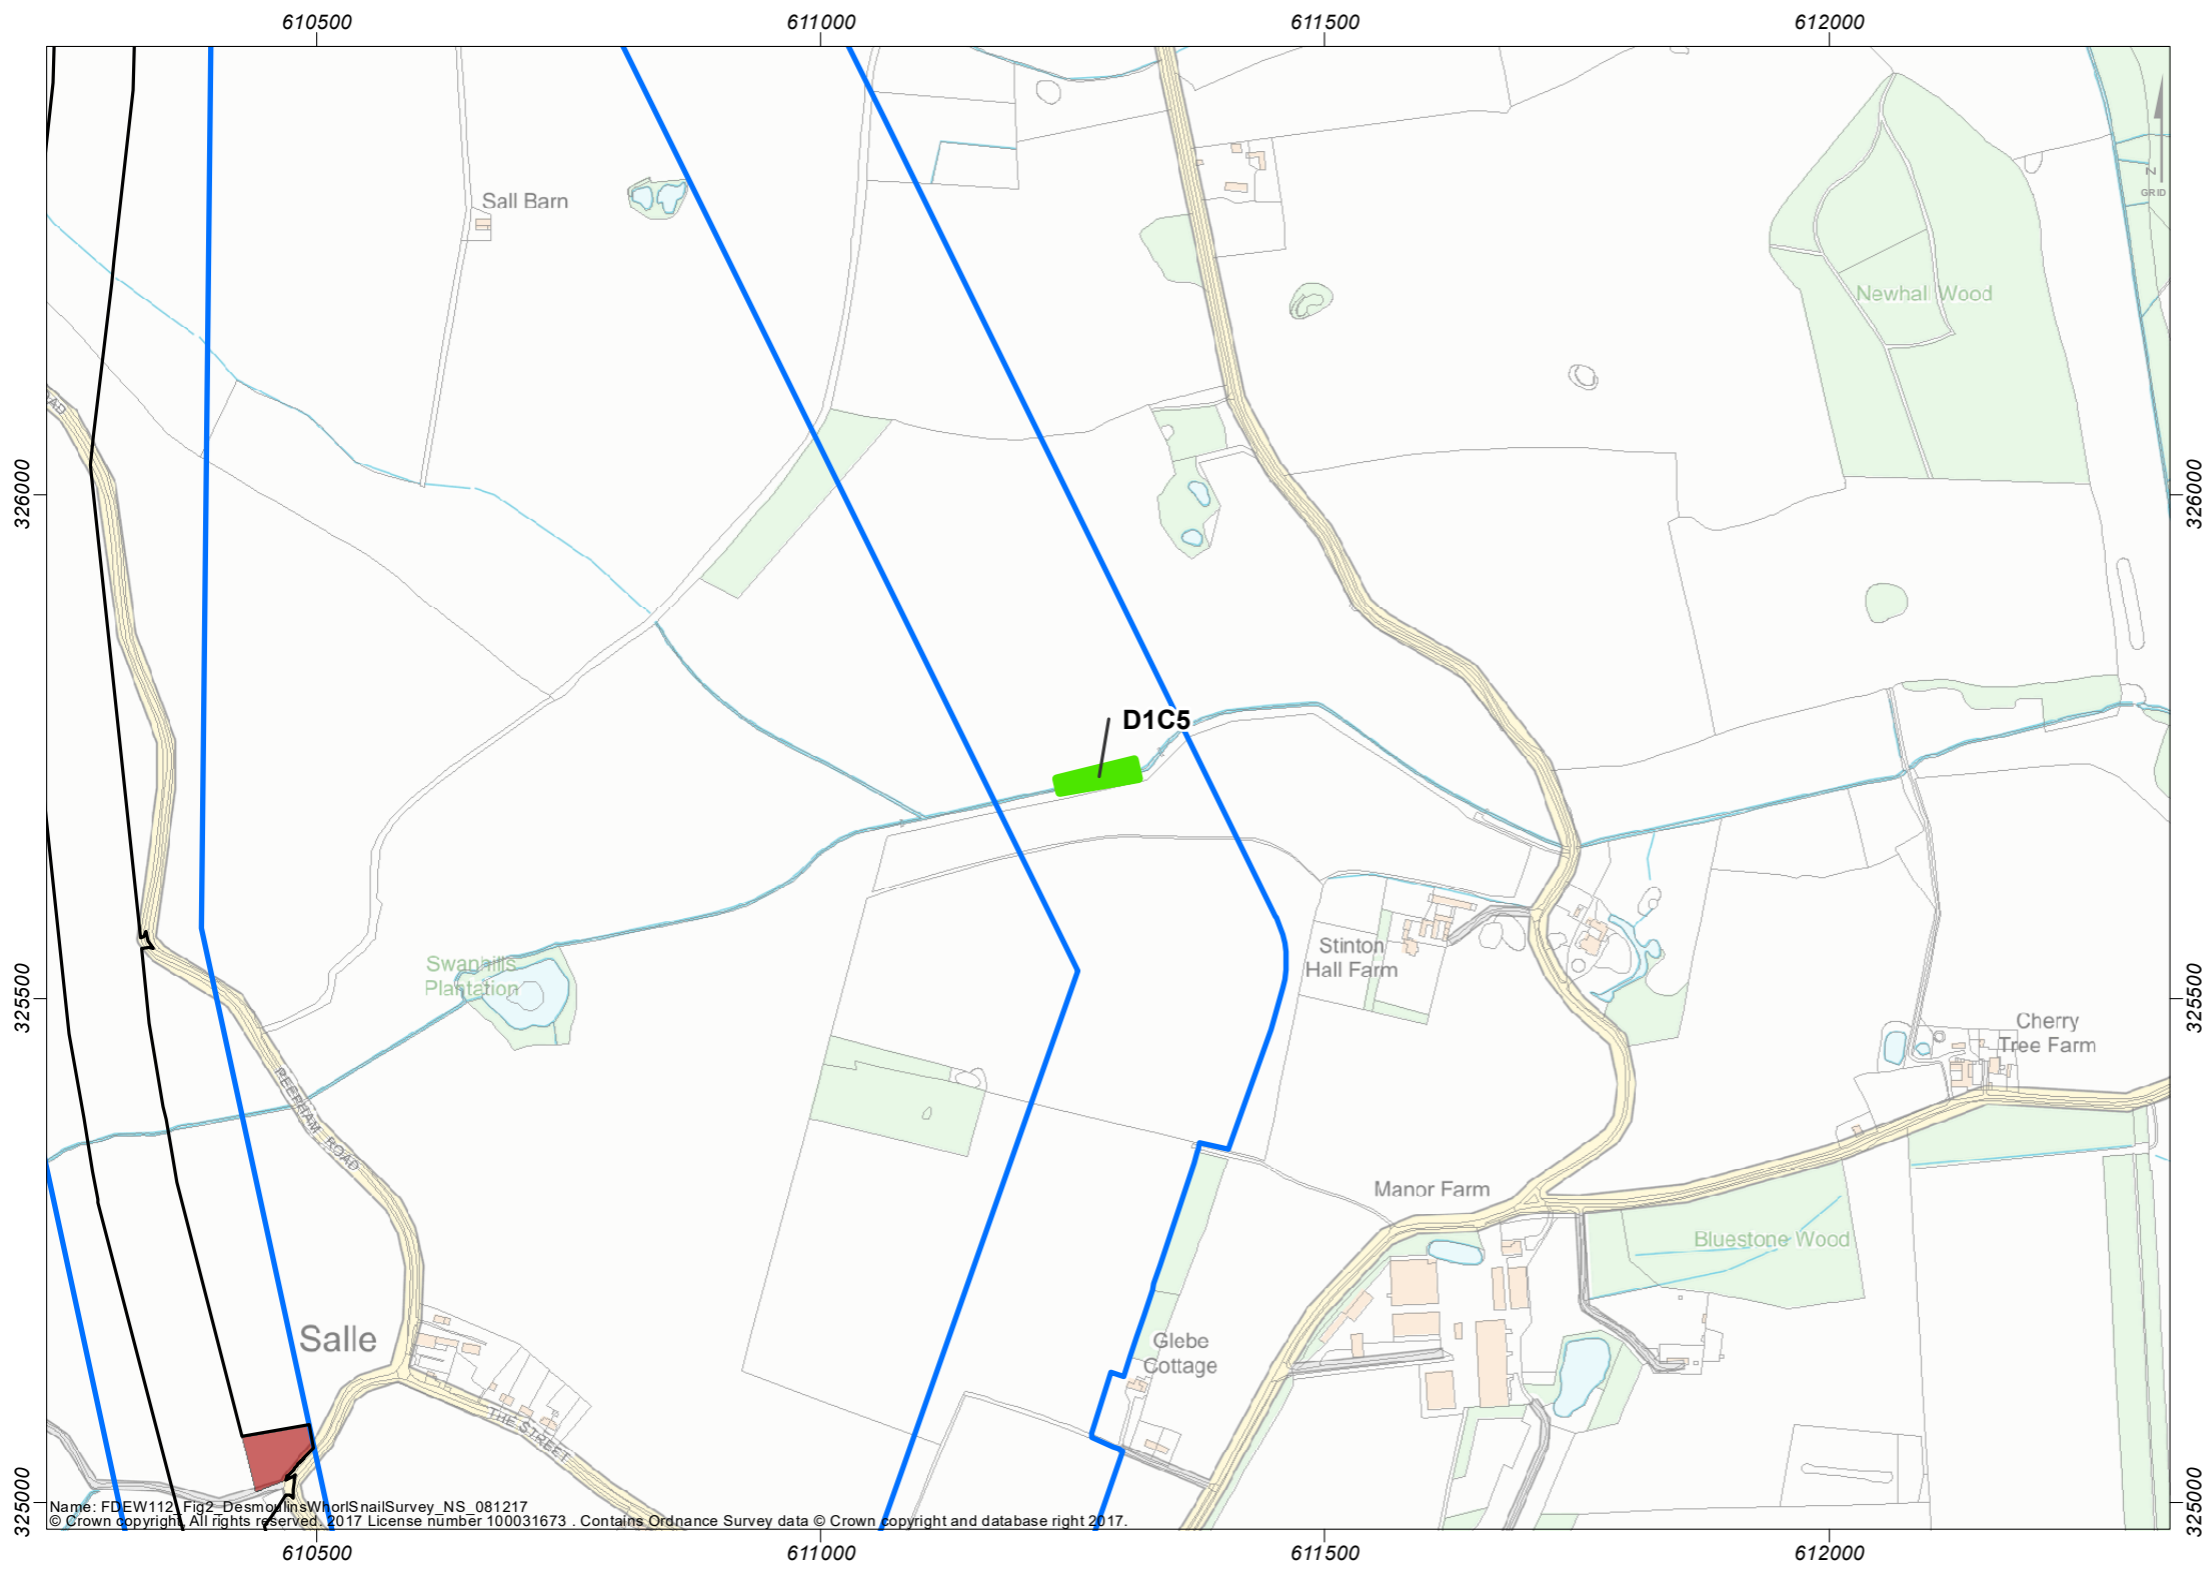 610500
611000
611500
612000
Sall Barn
Newhall Wood
N
GRID
OAD
326000
326000
D1C5
Swanhills
Plantation
Stinton
Hall Farm
325500
325500
Cherry
Tree Farm
REEPHAM ROAD
Manor Farm
Bluestone Wood
Salle
Glebe
Cottage
THE STREET
325000
325000
Name: FDEW112_Fig2_DesmoulinsWhorlSnailSurvey_NS_081217
© Crown copyright, All rights reserved. 2017 License number 100031673 . Contains Ordnance Survey data © Crown copyright and database right 2017.
610500
611000
611500
612000